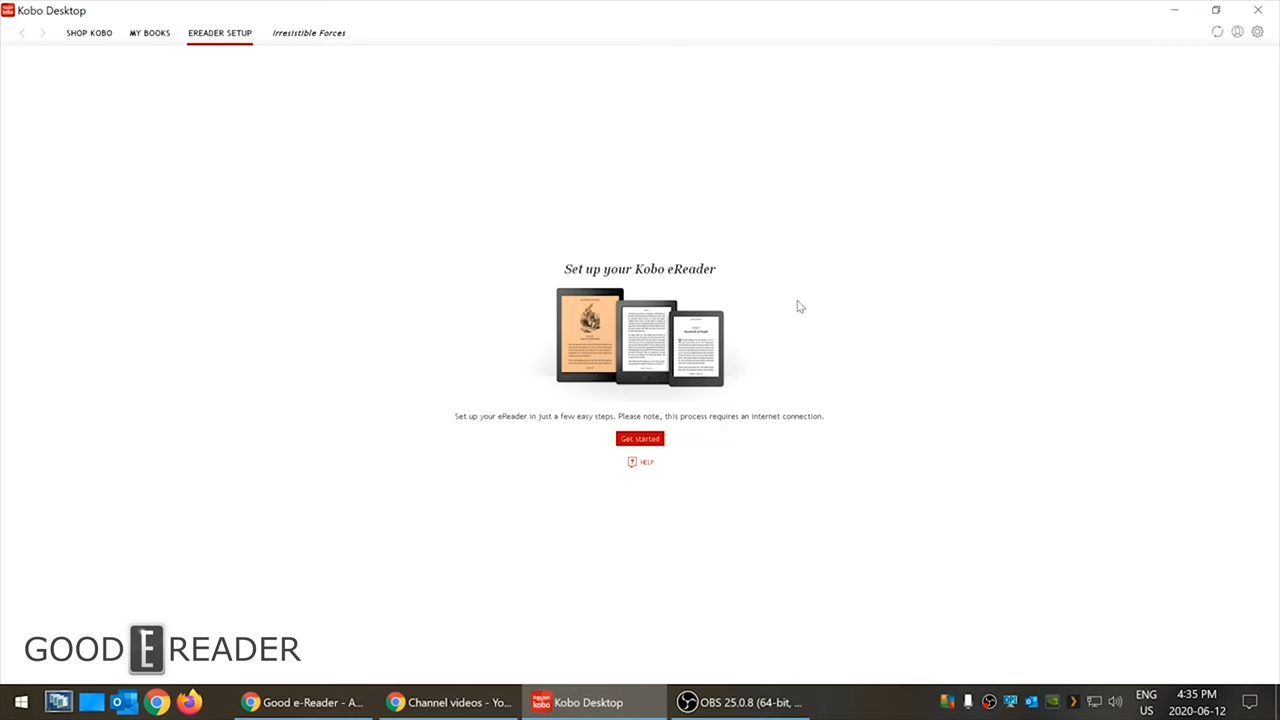 Kobo Desktop
SHOP KOBO MY BOOKS EREADER SETUP Irresistible Forces
Set up your Kobo eReader
Set up your eReader in just a few easy steps. Please note, this process requires an internet connection.
Get started
HELP
GOOD E READER
Good e-Reader - A... Channel videos - Yo... Kobo Desktop OBS 25.0.8 (64-bit, ...
ENG
US
4:35 PM
2020-06-12